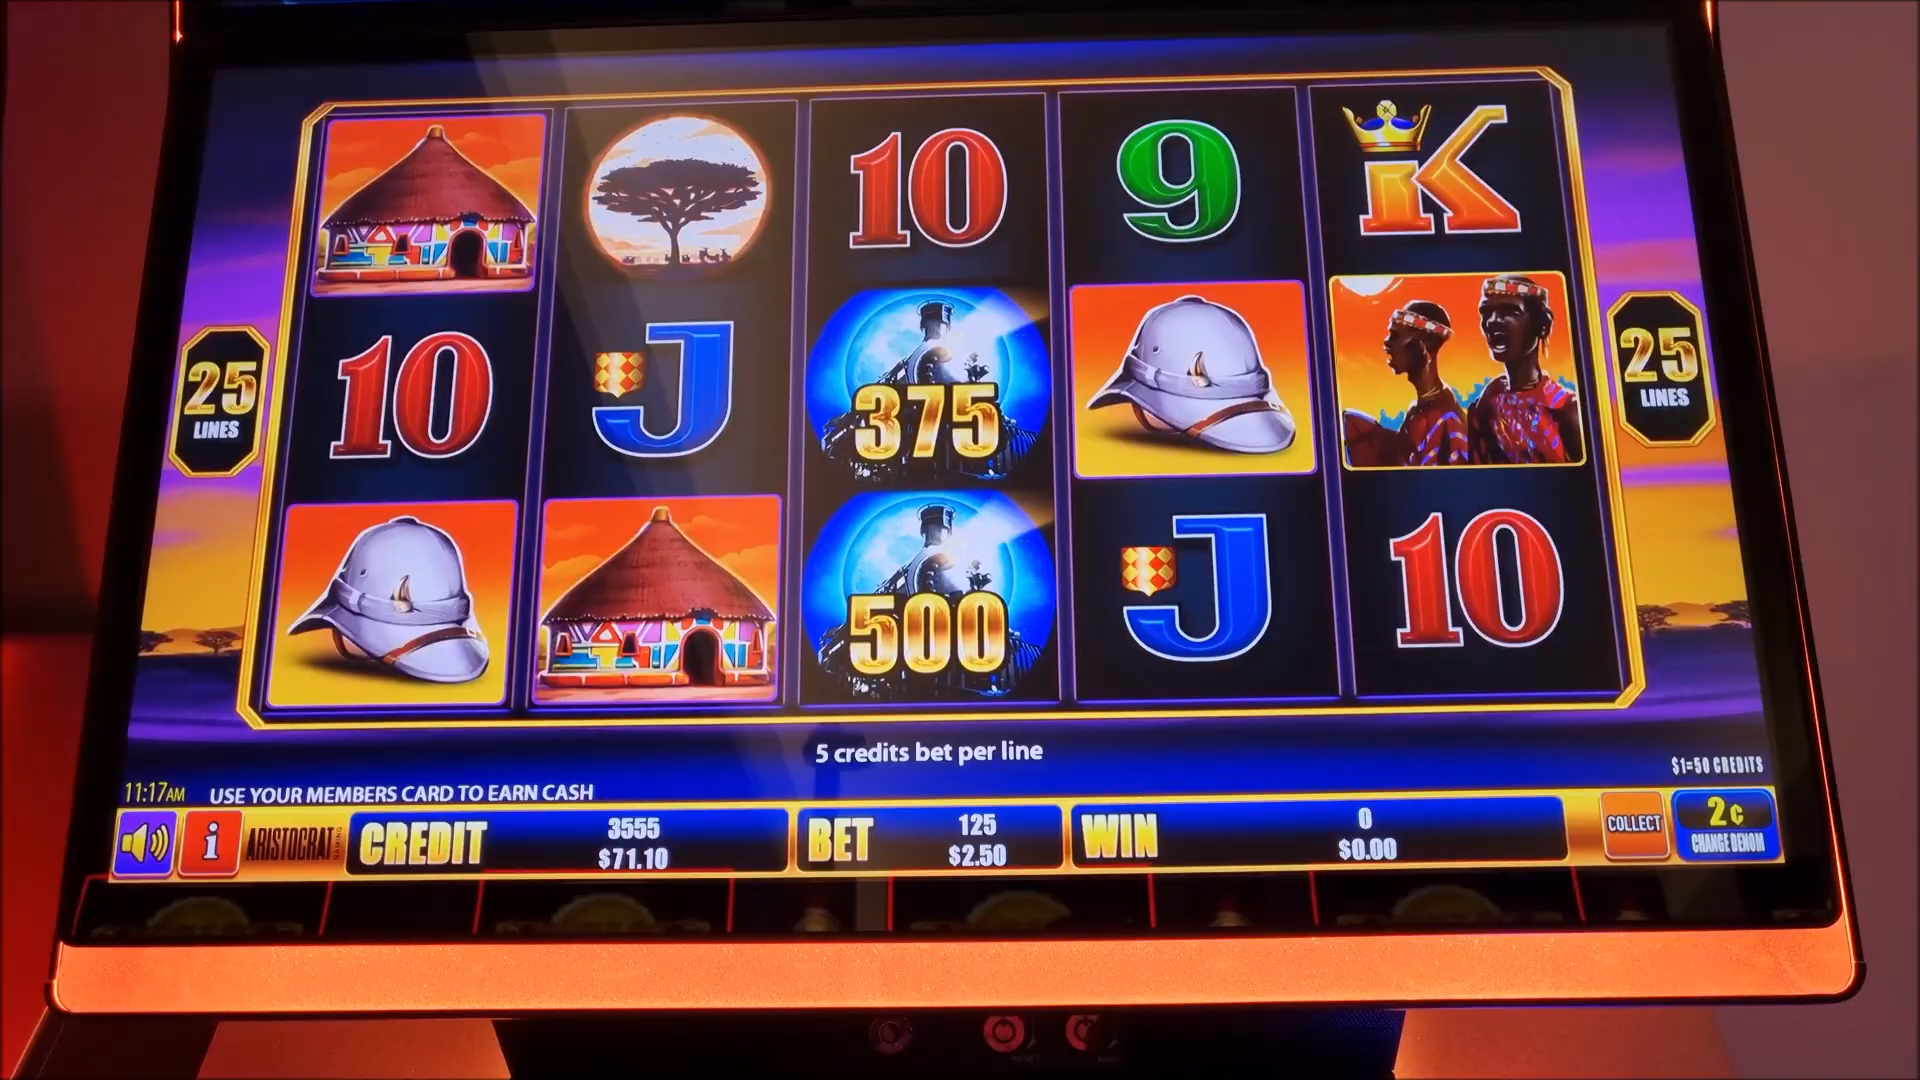 10 9 K
25 LINES
10 J 375
25 LINES
500 J 10
5 credits bet per line
$1=50 CREDITS
11:17AM USE YOUR MEMBERS CARD TO EARN CASH
i ARISTOCRAT GAMING CREDIT 3555 $71.10 BET 125 $2.50 WIN 0 $0.00 COLLECT 2¢ CHANGE DENOM